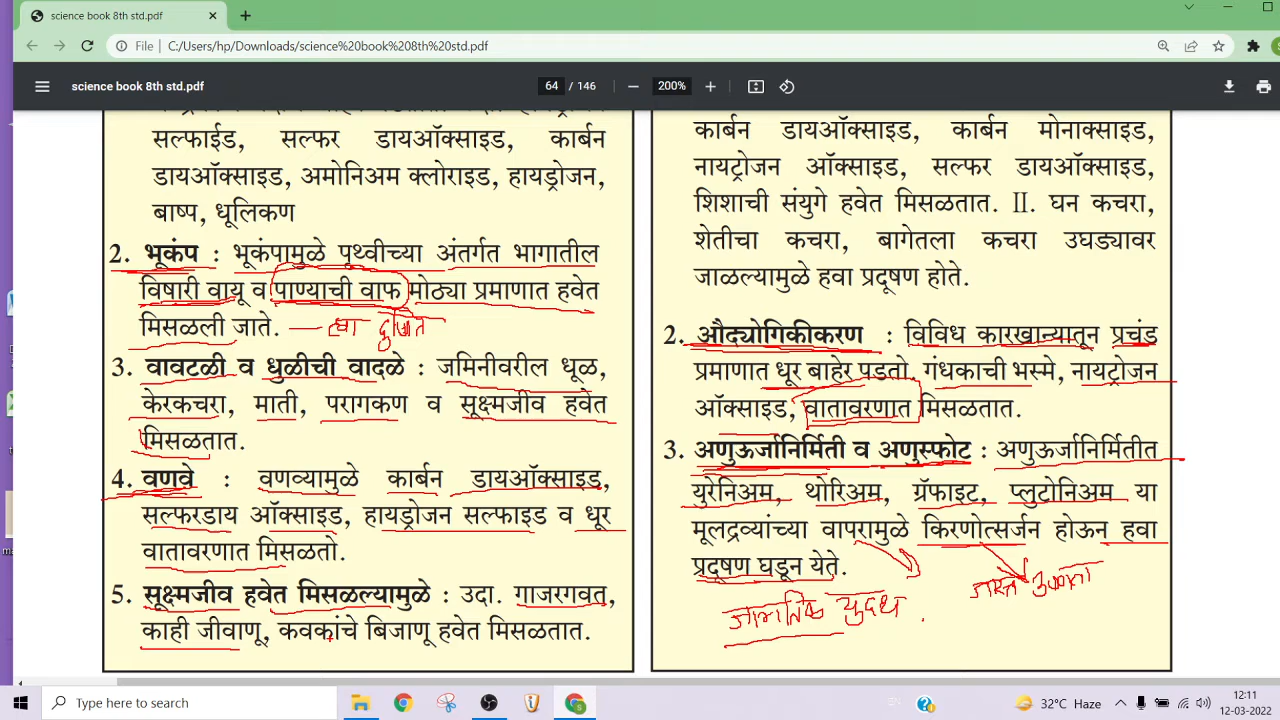 science book 8th std.pdf
File
C:/Users/hp/Downloads/science%20book%208th%20std.pdf
science book 8th std.pdf
64 / 146
200%
सल्फाईड, सल्फर डायऑक्साइड, कार्बन
डायऑक्साइड, अमोनिअम क्लोराइड, हायड्रोजन,
बाष्प, धूलिकण
2. भूकंप : भूकंपामुळे पृथ्वीच्या अंतर्गत भागातील
विषारी वायू व पाण्याची वाफ मोठ्या प्रमाणात हवेत
मिसळली जाते.
3. वावटळी व धुळीची वादळे : जमिनीवरील धूळ,
केरकचरा, माती, परागकण व सूक्ष्मजीव हवेत
मिसळतात.
4. वणवे : वणव्यामुळे कार्बन डायऑक्साइड,
सल्फरडाय ऑक्साइड, हायड्रोजन सल्फाइड व धूर
वातावरणात मिसळतो.
5. सूक्ष्मजीव हवेत मिसळल्यामुळे : उदा. गाजरगवत,
काही जीवाणू, कवकांचे बिजाणू हवेत मिसळतात.
कार्बन डायऑक्साइड, कार्बन मोनाक्साइड,
नायट्रोजन ऑक्साइड, सल्फर डायऑक्साइड,
शिशाची संयुगे हवेत मिसळतात. II. घन कचरा,
शेतीचा कचरा, बागेतला कचरा उघड्यावर
जाळल्यामुळे हवा प्रदूषण होते.
2. औद्योगिकीकरण : विविध कारखान्यातून प्रचंड
प्रमाणात धूर बाहेर पडतो. गंधकाची भस्मे, नायट्रोजन
ऑक्साइड, वातावरणात मिसळतात.
3. अणुऊर्जानिर्मिती व अणुस्फोट : अणुऊर्जानिर्मितीत
युरेनिअम, थोरिअम, ग्रॅफाइट, प्लुटोनिअम या
मूलद्रव्यांच्या वापरामुळे किरणोत्सर्जन होऊन हवा
प्रदूषण घडून येते.
जागतिक युद्ध
Type here to search
32°C Haze
12:11
12-03-2022